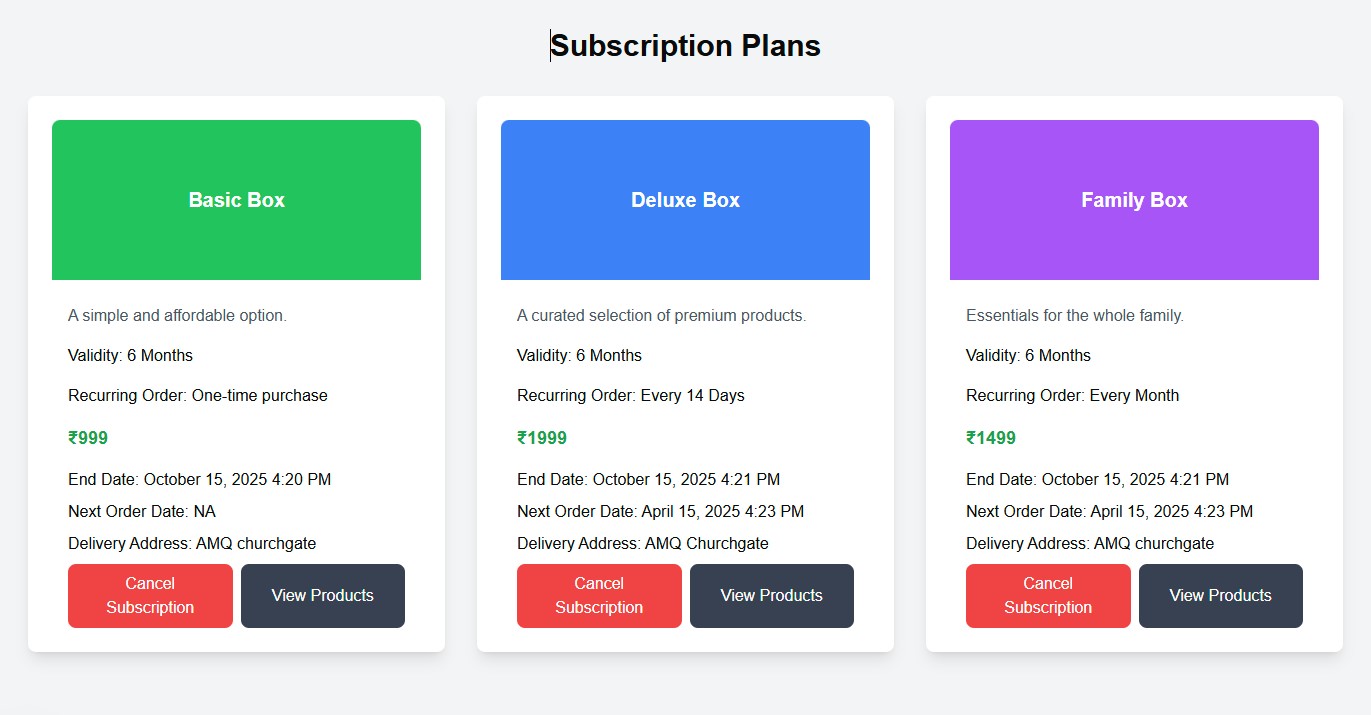 Subscription Plans
Basic Box
A simple and affordable option.
Validity: 6 Months
Recurring Order: One-time purchase
₹999
End Date: October 15, 2025 4:20 PM
Next Order Date: NA
Delivery Address: AMQ churchgate
Cancel
Subscription
View Products
Deluxe Box
A curated selection of premium products.
Validity: 6 Months
Recurring Order: Every 14 Days
₹1999
End Date: October 15, 2025 4:21 PM
Next Order Date: April 15, 2025 4:23 PM
Delivery Address: AMQ Churchgate
Cancel
Subscription
View Products
Family Box
Essentials for the whole family.
Validity: 6 Months
Recurring Order: Every Month
₹1499
End Date: October 15, 2025 4:21 PM
Next Order Date: April 15, 2025 4:23 PM
Delivery Address: AMQ churchgate
Cancel
Subscription
View Products